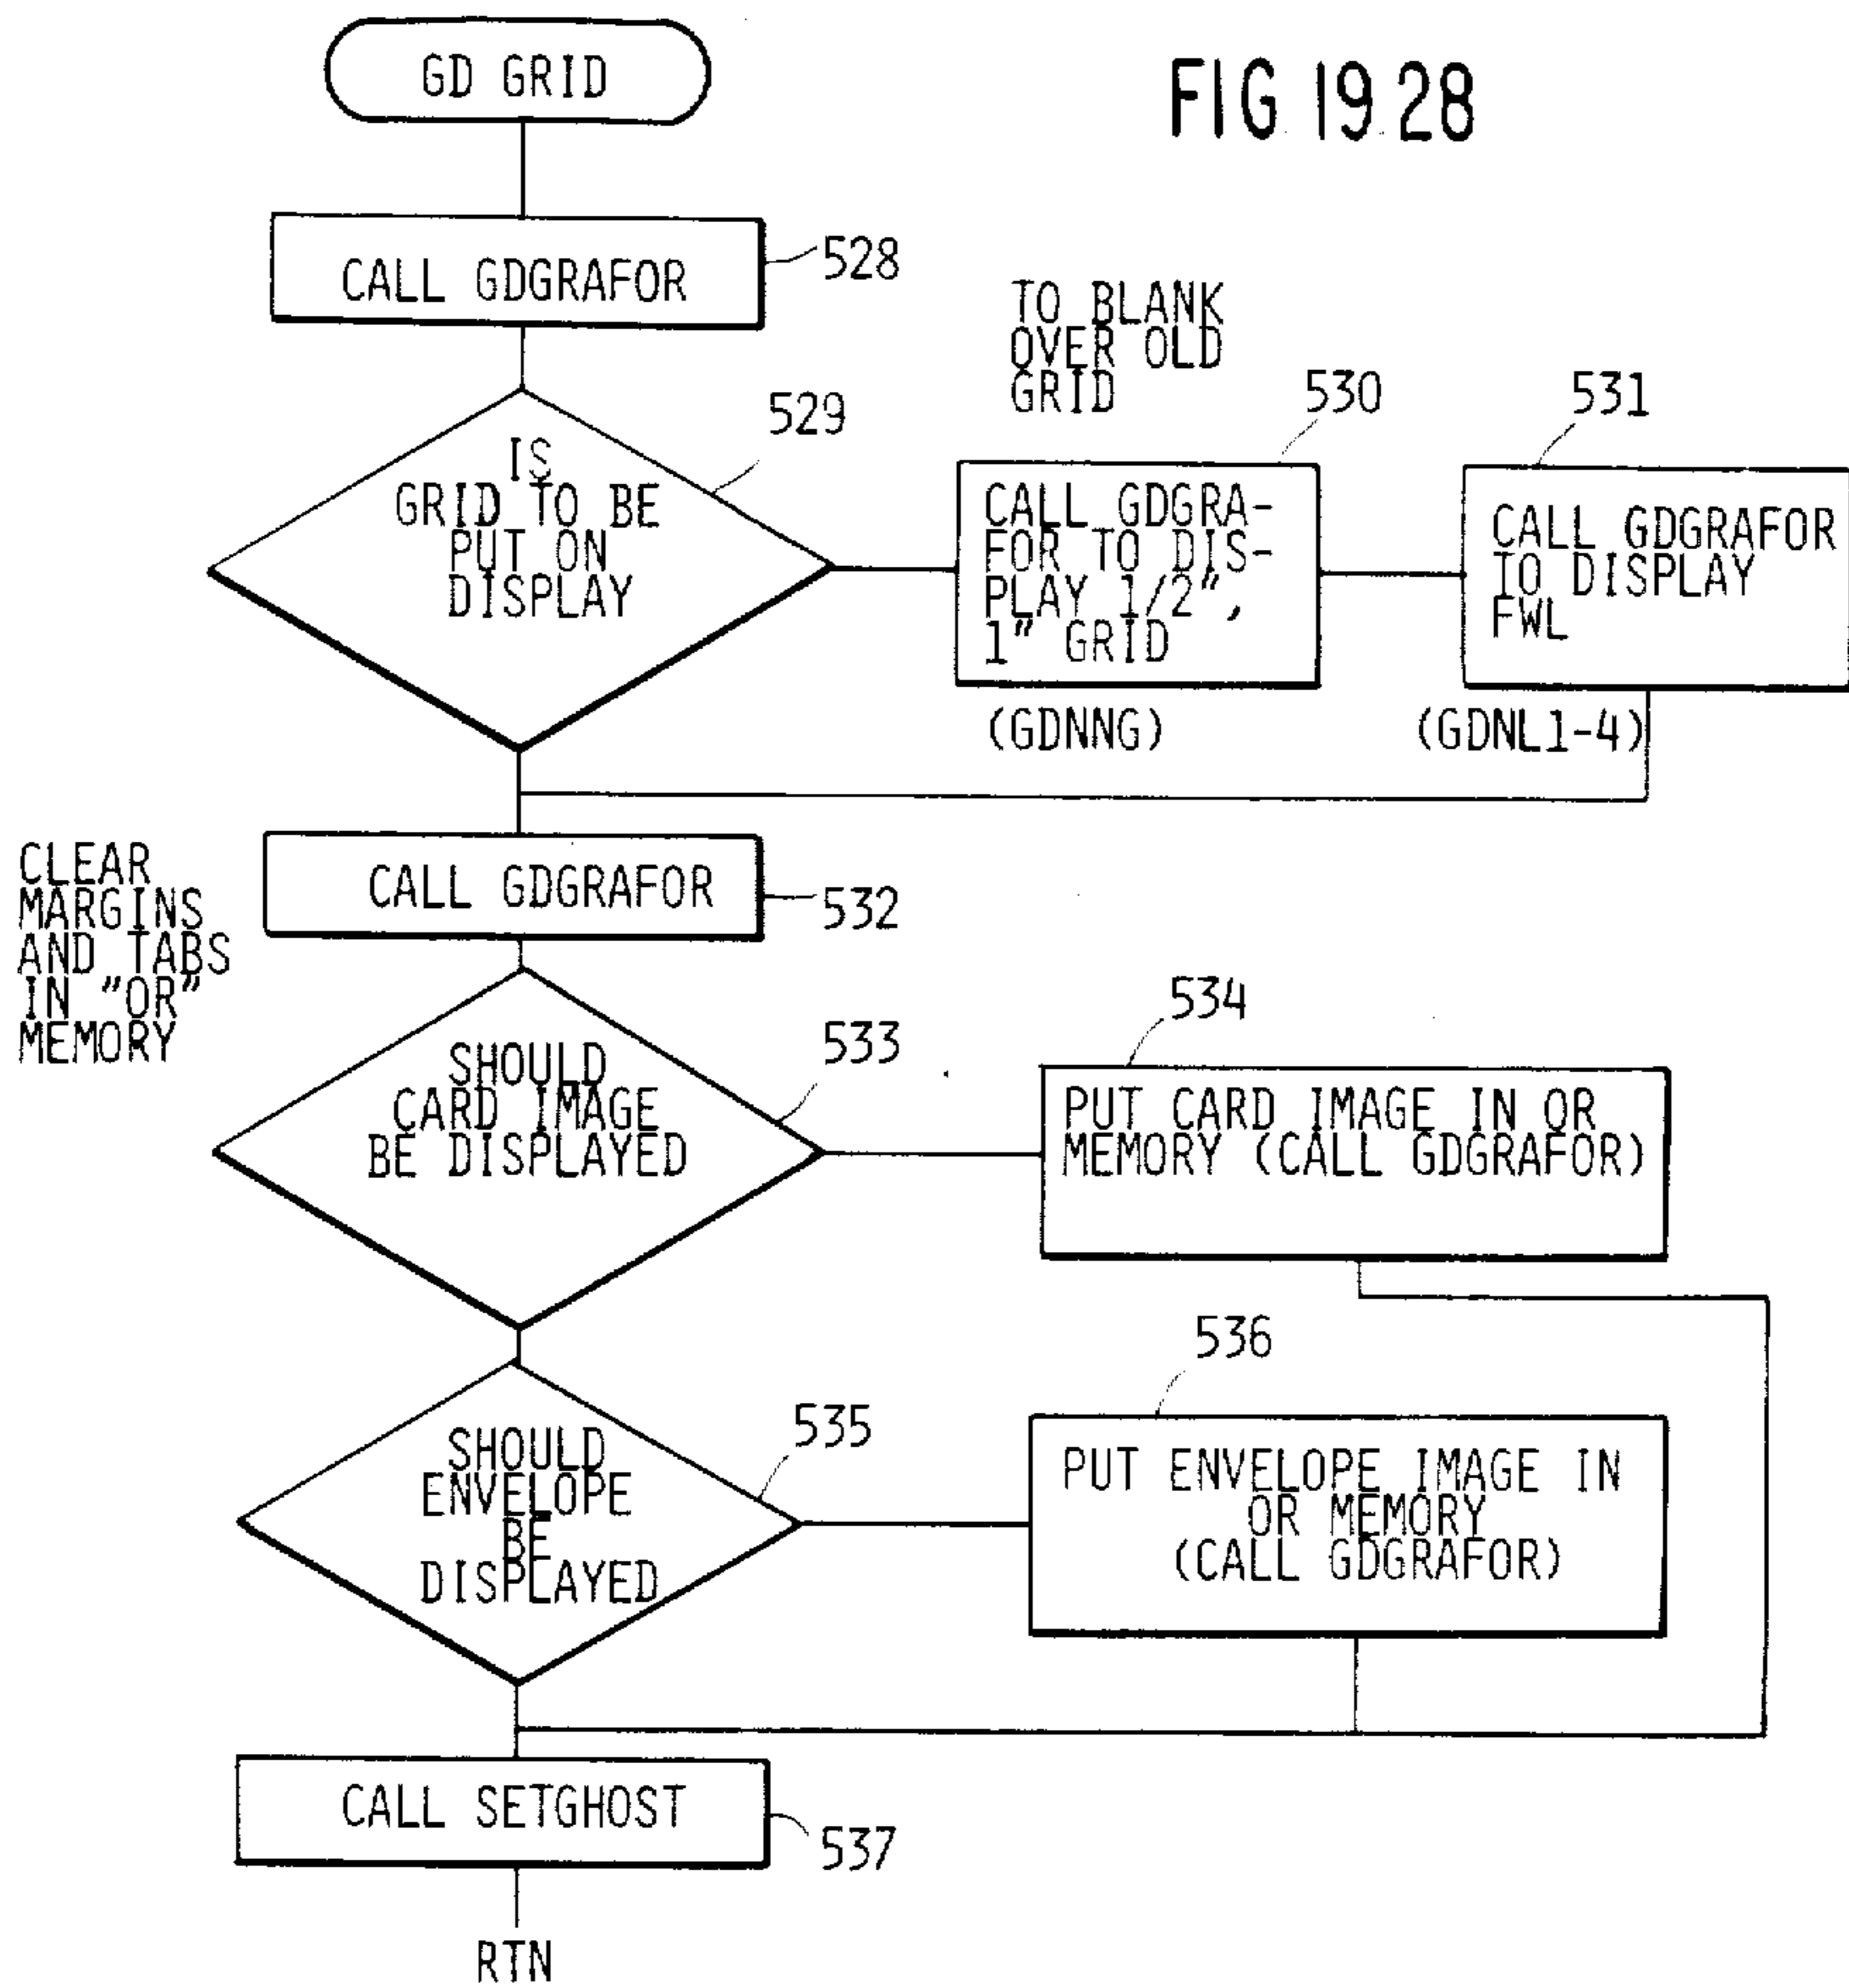 GD GRID
FIG 19.28
CALL GDGRAFOR
528
TO BLANK
OVER OLD
GRID
529
530
531
IS
GRID TO BE
PUT ON
DISPLAY
CALL GDGRA-
FOR TO DIS-
PLAY 1/2",
1" GRID
CALL GDGRAFOR
TO DISPLAY
FWL
(GDNNG)
(GDNL1-4)
CLEAR
MARGINS
AND TABS
IN "OR"
MEMORY
CALL GDGRAFOR
532
533
534
SHOULD
CARD IMAGE
BE DISPLAYED
PUT CARD IMAGE IN OR
MEMORY (CALL GDGRAFOR)
535
536
SHOULD
ENVELOPE
BE
DISPLAYED
PUT ENVELOPE IMAGE IN
OR MEMORY
(CALL GDGRAFOR)
CALL SETGHOST
537
RTN